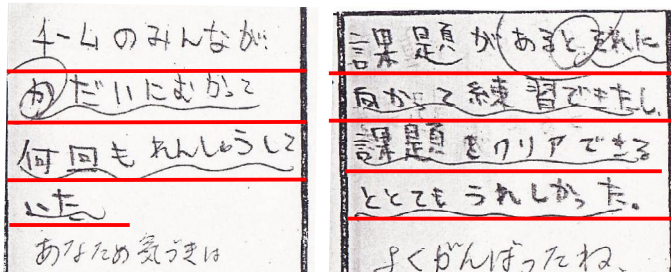 チームのみんなが
かだいにむかって
何回もれんしゅうして
いた
あなため気づきは
課題があるとそれに
向かって練習できたし、
課題をクリアできる
ととてもうれしかった。
よくがんばったね、